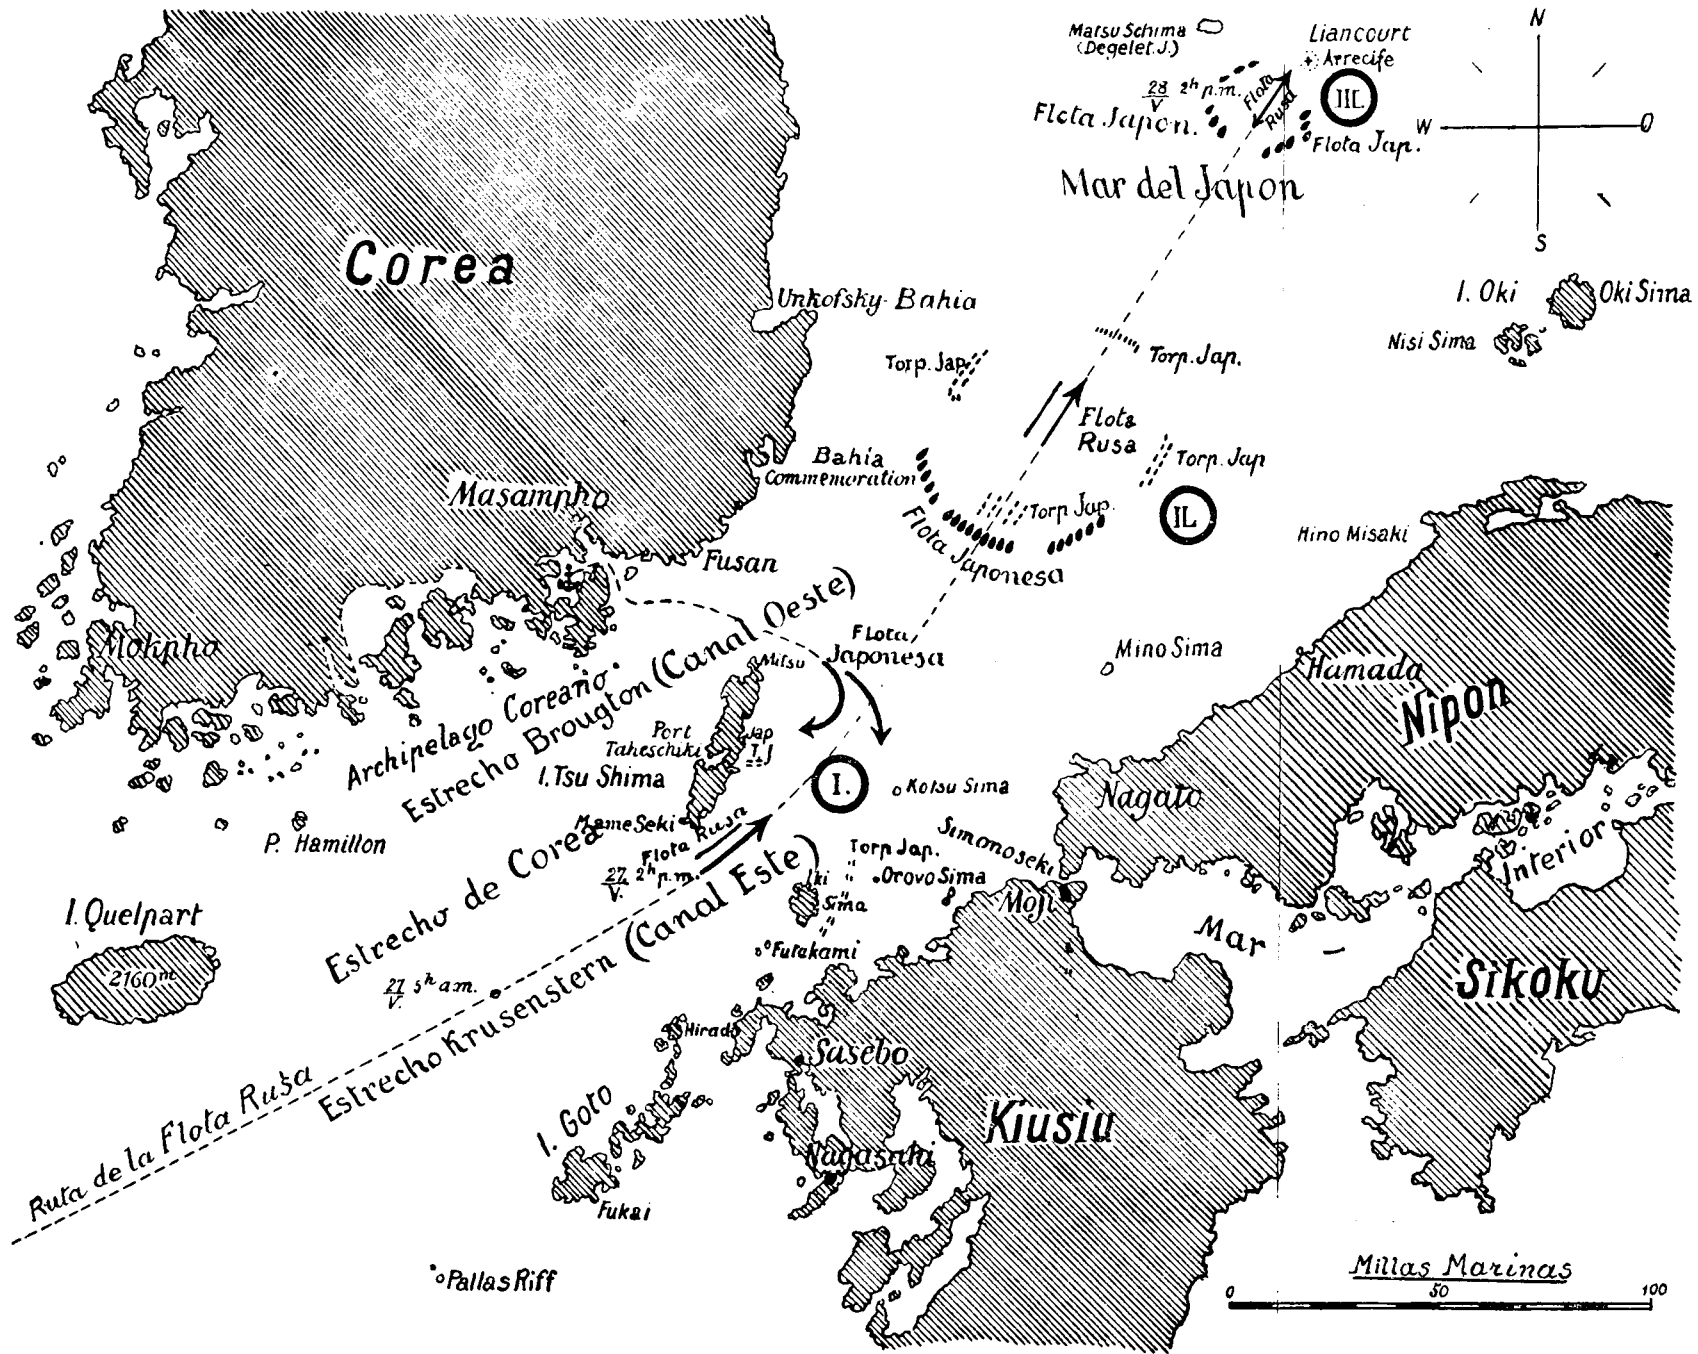 Matsu Schima
(Degelet. J.)
Liancourt
Arrecife
N
W
O
S
28
V
2h p.m.
Flota
Rusa
III.
Flota Japon.
Flota Jap.
Mar del Japon
Corea
Unkofsky-Bahia
I. Oki
Oki Sima
Nisi Sima
Torp. Jap.
Torp. Jap.
Flota
Rusa
Bahia
Commemoration
Torp. Jap
Masampho
Torp Jap.
II.
Flota Japonesa
Hino Misaki
Fusan
Mokpho
Flota
Japonesa
Mino Sima
Mitsu
Hamada
Nipon
Archipelago Coreano.
Estrecho Brougton (Canal Oeste)
Port
Taheschiki
Jap
T.
I. Tsu Shima
I.
Kotsu Sima
Nagato
Mame Seki
Simonoseki
P. Hamillon
Flota Rusa
27
V.
2h p.m.
Torp Jap.
Iki
Sima
Orovo Sima
Moji
Mar
Interior
Estrecho de Corea
I. Quelpart
2160 mt
27
V.
5h a.m.
Futakami
Sikoku
Estrecho Krusenstern (Canal Este)
Hirado
Sasebo
Ruta de la Flota Rusa
I. Goto
Kiusiu
Nagasaki
Fukai
Pallas Riff
Millas Marinas
0
50
100